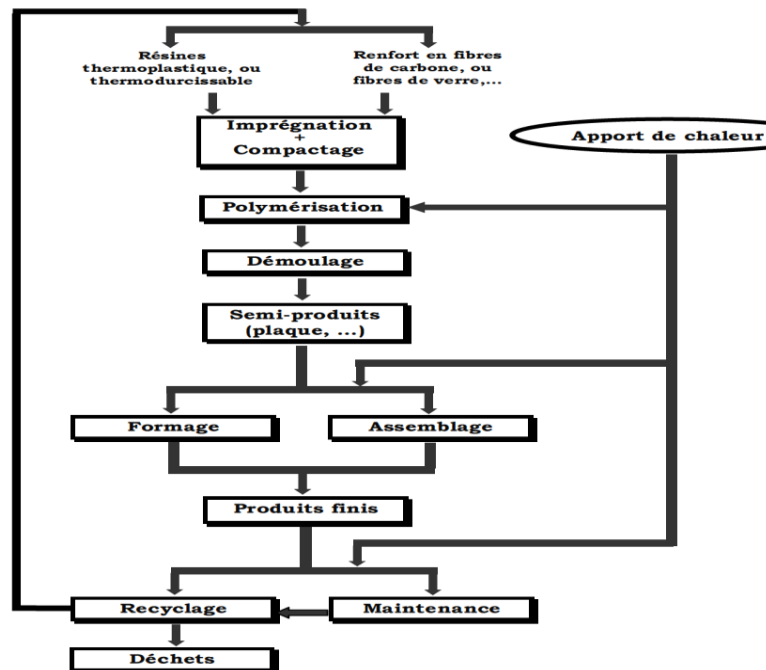 Résines
thermoplastique, ou
thermodurcissable
Renfort en fibres
de carbone, ou
fibres de verre,...
Imprégnation
+
Compactage
Apport de chaleur
Polymérisation
Démoulage
Semi-produits
(plaque, ...)
Formage
Assemblage
Produits finis
Recyclage
Maintenance
Déchets